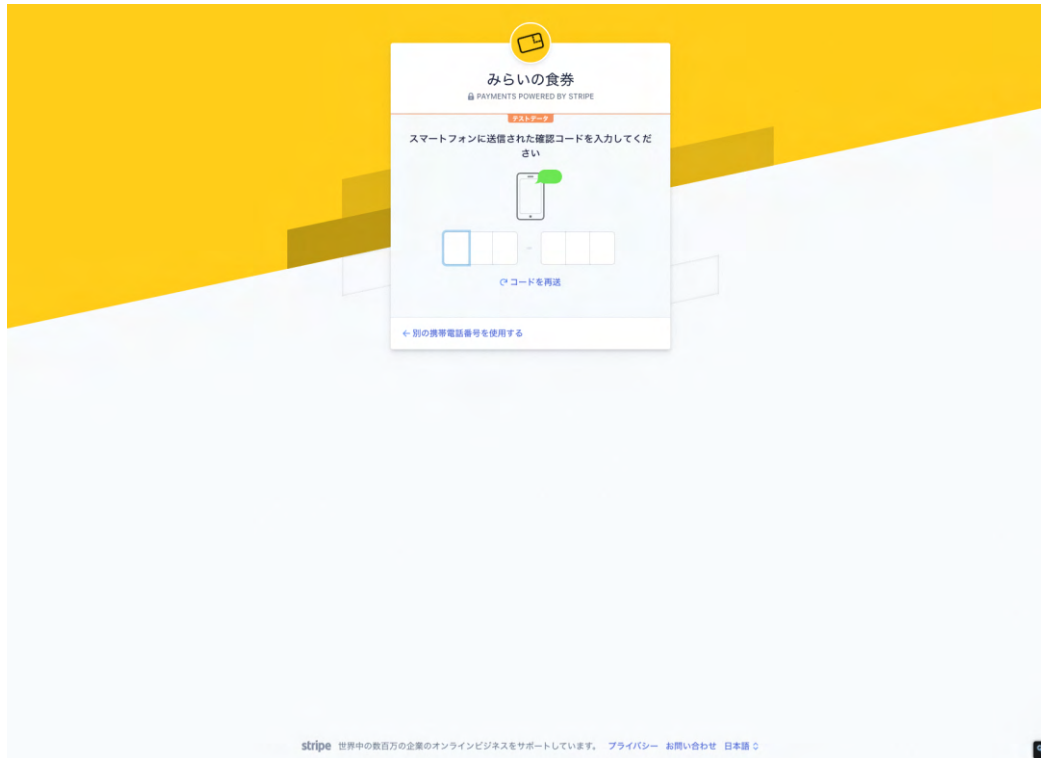 みらいの食券
PAYMENTS POWERED BY STRIPE
テストデータ
スマートフォンに送信された確認コードを入力してくだ
さい
-
コードを再送
← 別の携帯電話番号を使用する
stripe 世界中の数百万の企業のオンラインビジネスをサポートしています。 プライバシー お問い合わせ 日本語